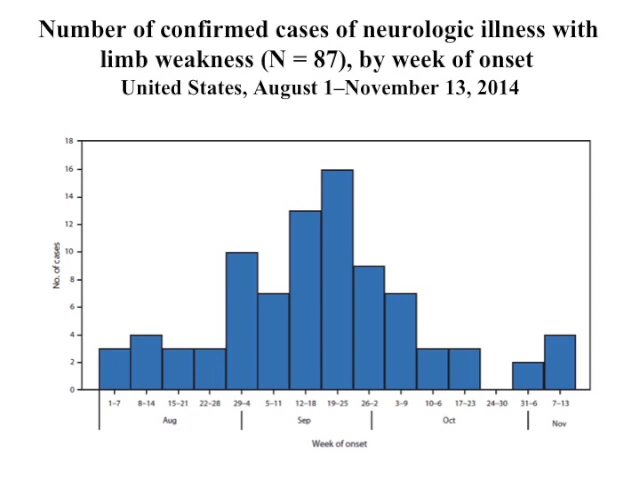 Number of confirmed cases of neurologic illness with
limb weakness (N = 87), by week of onset
United States, August 1–November 13, 2014
18
16
14
12
10
8
6
4
2
0
No. of cases
1–7 8–14 15–21 22–28 29–4 5–11 12–18 19–25 26–2 3–9 10–6 17–23 24–30 31–6 7–13
Aug Sep Oct Nov
Week of onset